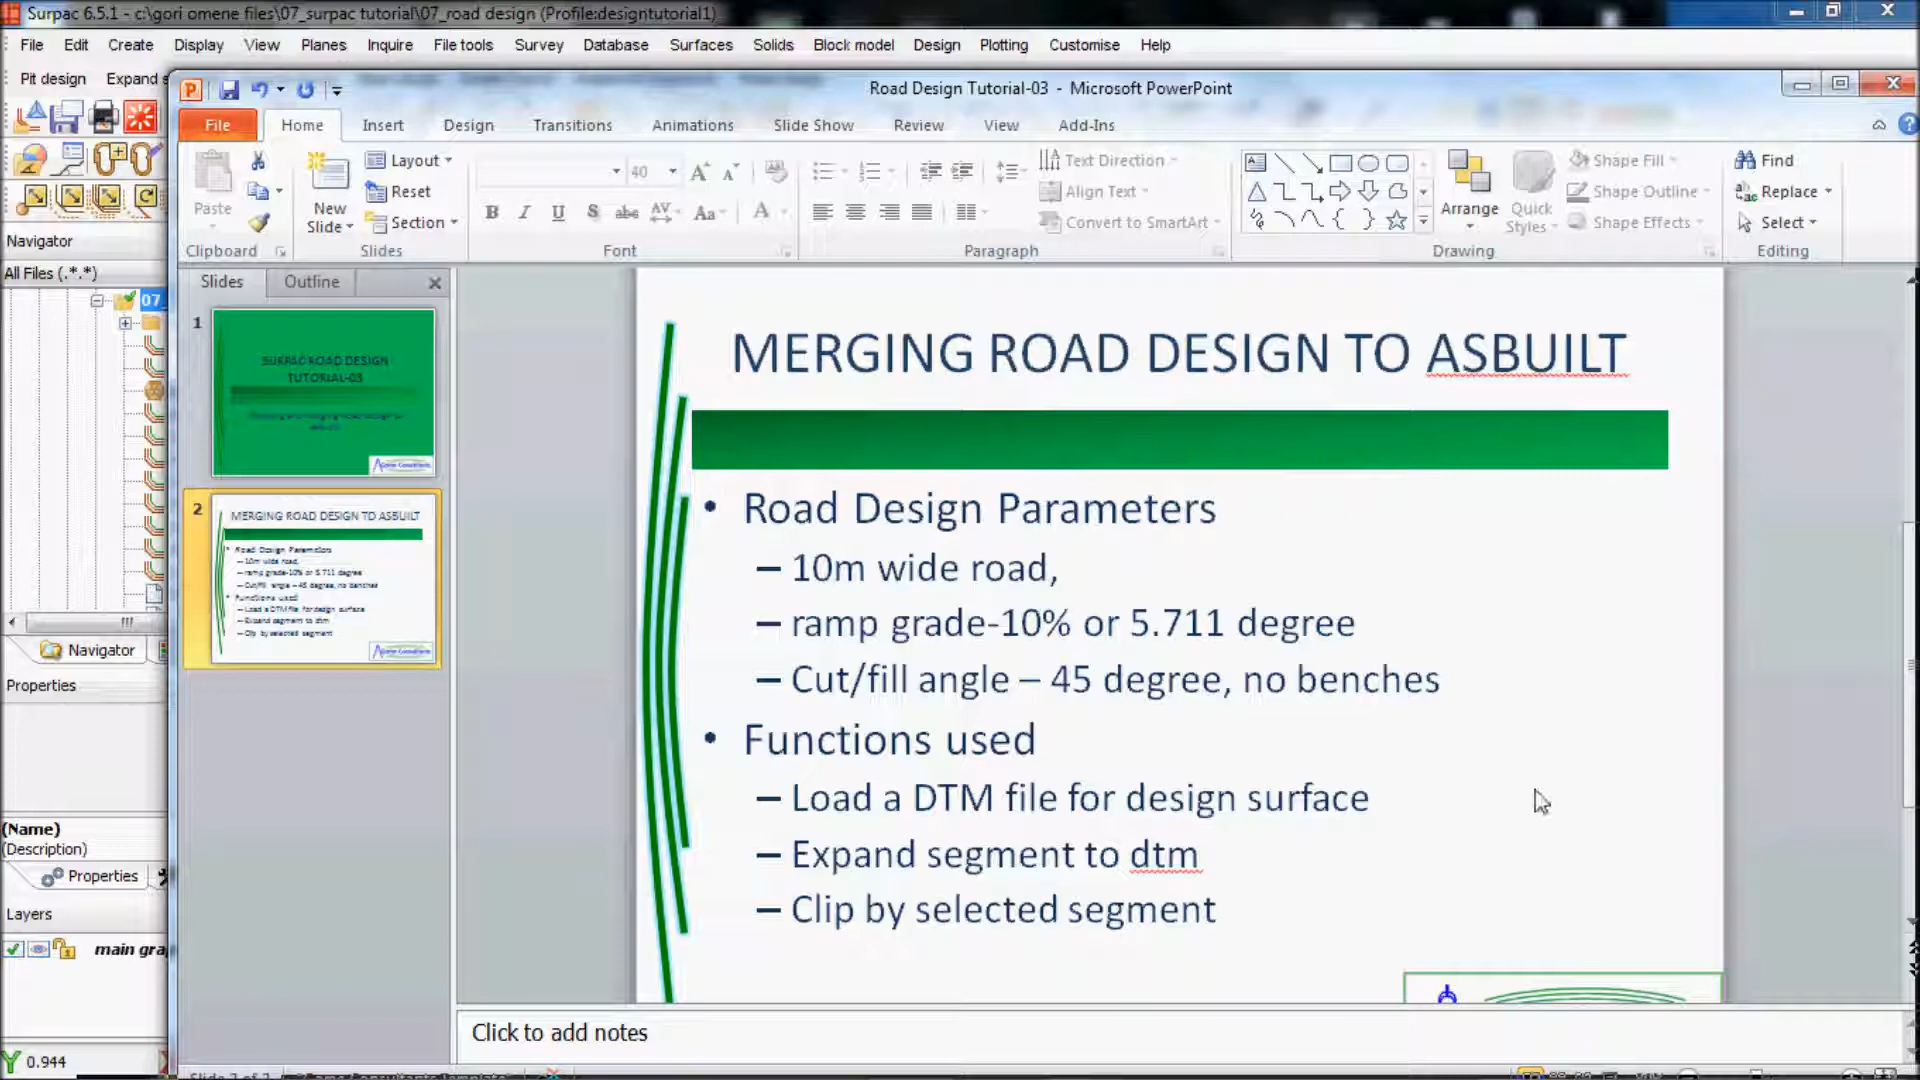 Surpac 6.5.1 - c:\gori omene files\07_surpac tutorial\07_road design (Profile:designtutorial1)
File Edit Create Display View Planes Inquire File tools Survey Database Surfaces Solids Block model Design Plotting Customise Help
Pit design Expand s
Road Design Tutorial-03 - Microsoft PowerPoint
File Home Insert Design Transitions Animations Slide Show Review View Add-Ins
Paste
Clipboard
New Slide
Layout
Reset
Section
Slides
40
Font
Text Direction
Align Text
Convert to SmartArt
Paragraph
Arrange
Quick Styles
Shape Fill
Shape Outline
Shape Effects
Drawing
Find
Replace
Select
Editing
Navigator
All Files (.*.*)
07_
Navigator
Properties
(Name)
(Description)
Properties
Layers
main gra
Y 0.944
Slides Outline
1
SURPAC ROAD DESIGN
TUTORIAL-03
2
MERGING ROAD DESIGN TO ASBUILT
• Road Design Parameters
– 10m wide road,
– ramp grade-10% or 5.711 degree
– Cut/fill angle – 45 degree, no benches
• Functions used
– Load a DTM file for design surface
– Expand segment to dtm
– Clip by selected segment
MERGING ROAD DESIGN TO ASBUILT
• Road Design Parameters
– 10m wide road,
– ramp grade-10% or 5.711 degree
– Cut/fill angle – 45 degree, no benches
• Functions used
– Load a DTM file for design surface
– Expand segment to dtm
– Clip by selected segment
Click to add notes